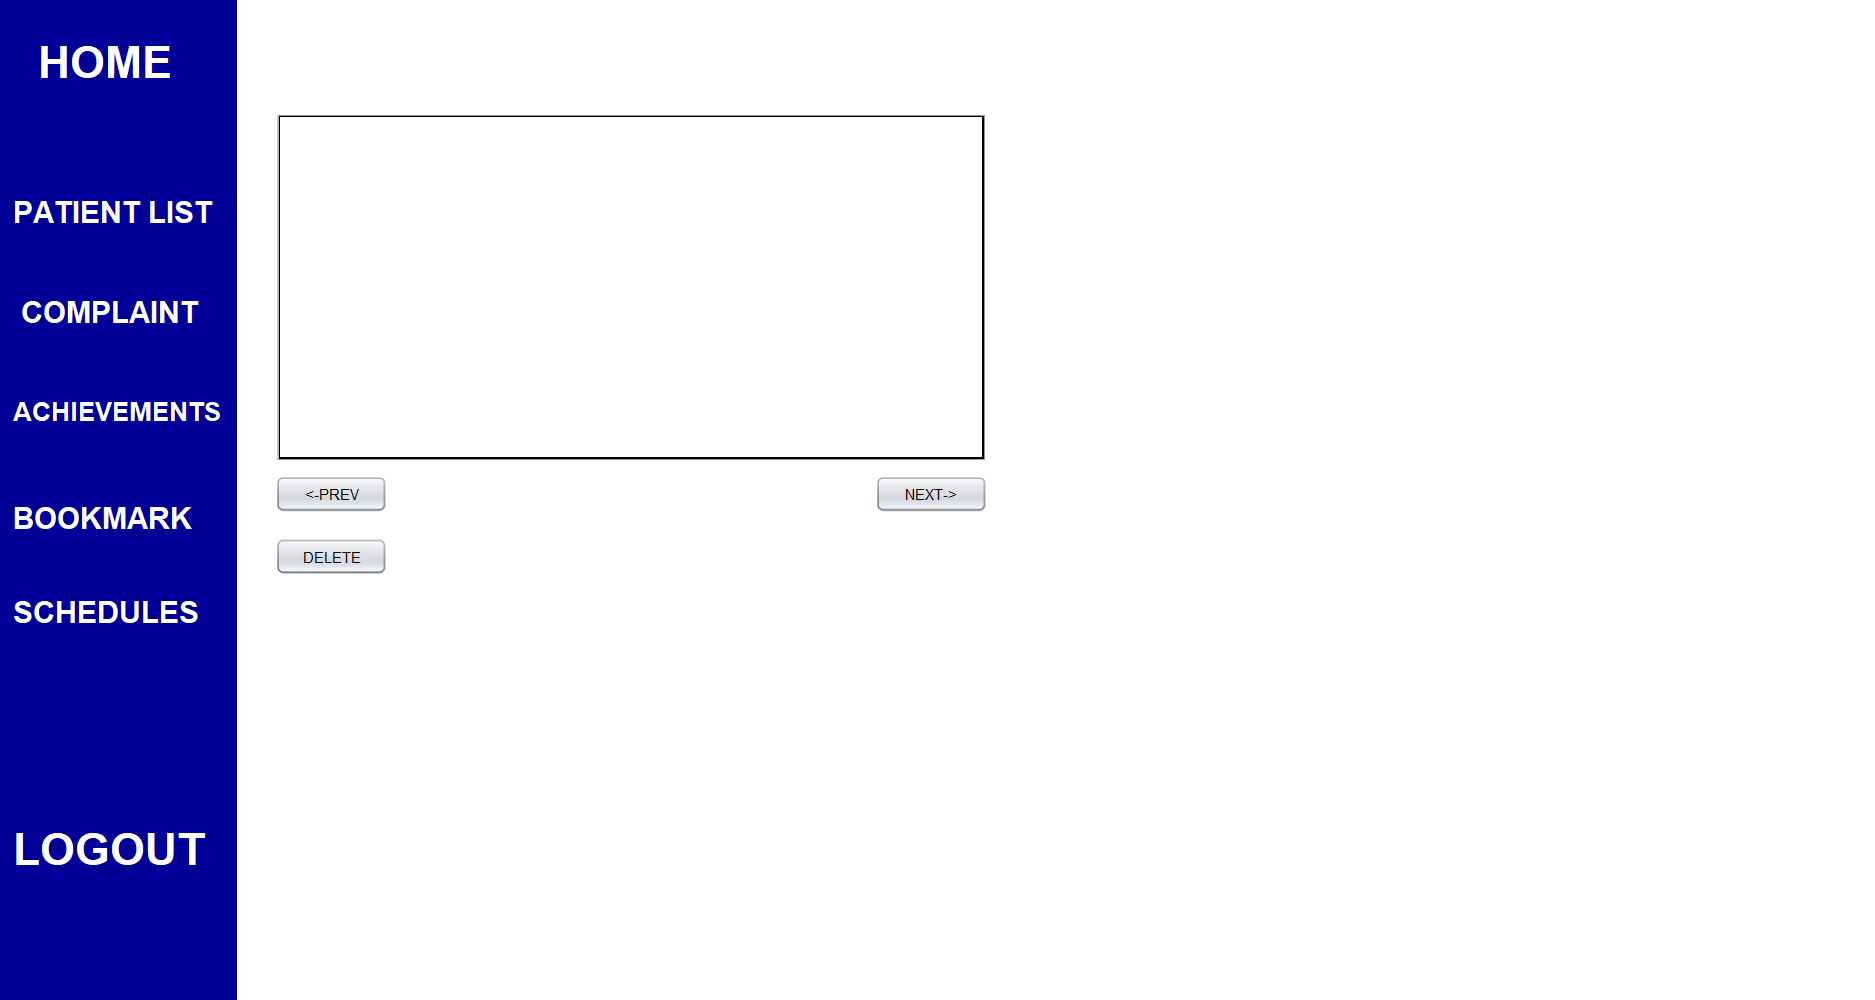 HOME
PATIENT LIST
COMPLAINT
ACHIEVEMENTS
BOOKMARK
SCHEDULES
LOGOUT
<-PREV
NEXT->
DELETE